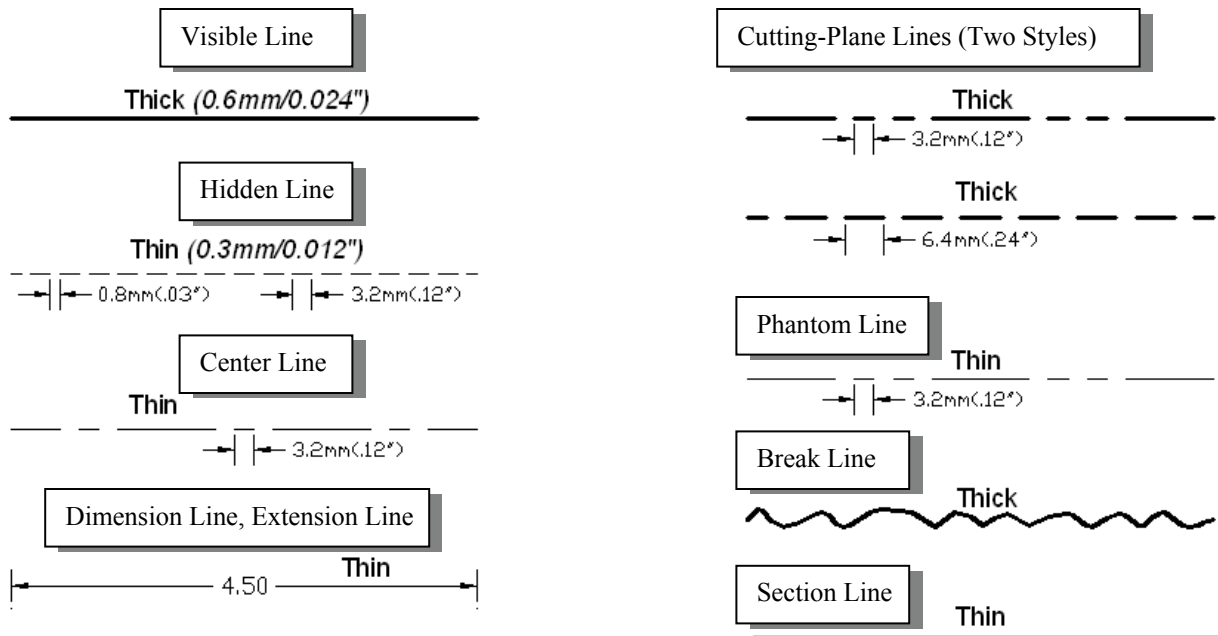 Visible Line
Thick (0.6mm/0.024")
Hidden Line
Thin (0.3mm/0.012")
0.8mm(.03")
3.2mm(.12")
Center Line
Thin
3.2mm(.12")
Dimension Line, Extension Line
Thin
4.50
Cutting-Plane Lines (Two Styles)
Thick
3.2mm(.12")
Thick
6.4mm(.24")
Phantom Line
Thin
3.2mm(.12")
Break Line
Thick
Section Line
Thin